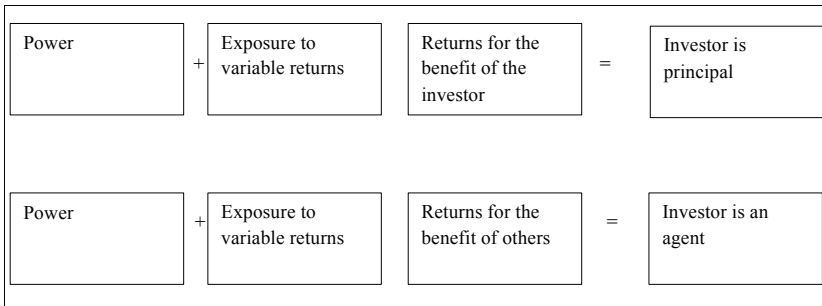 Power
+
Exposure to
variable returns
Returns for the
benefit of the
investor
=
Investor is
principal
Power
+
Exposure to
variable returns
Returns for the
benefit of others
=
Investor is an
agent